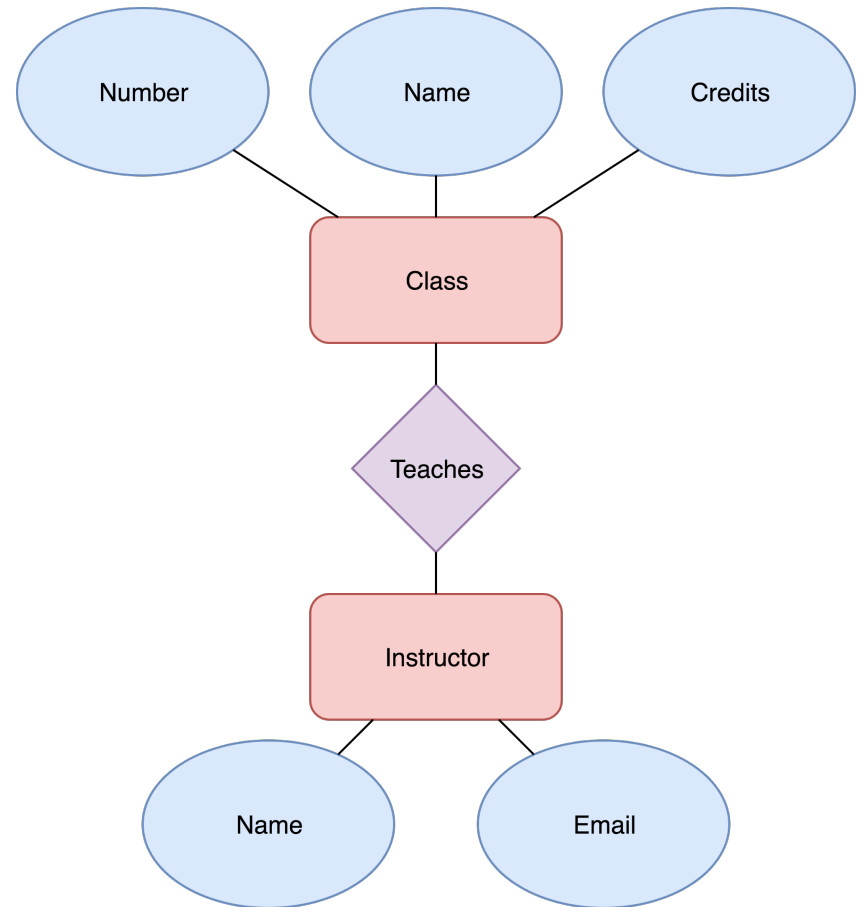 Number
Name
Credits
Class
Teaches
Instructor
Name
Email